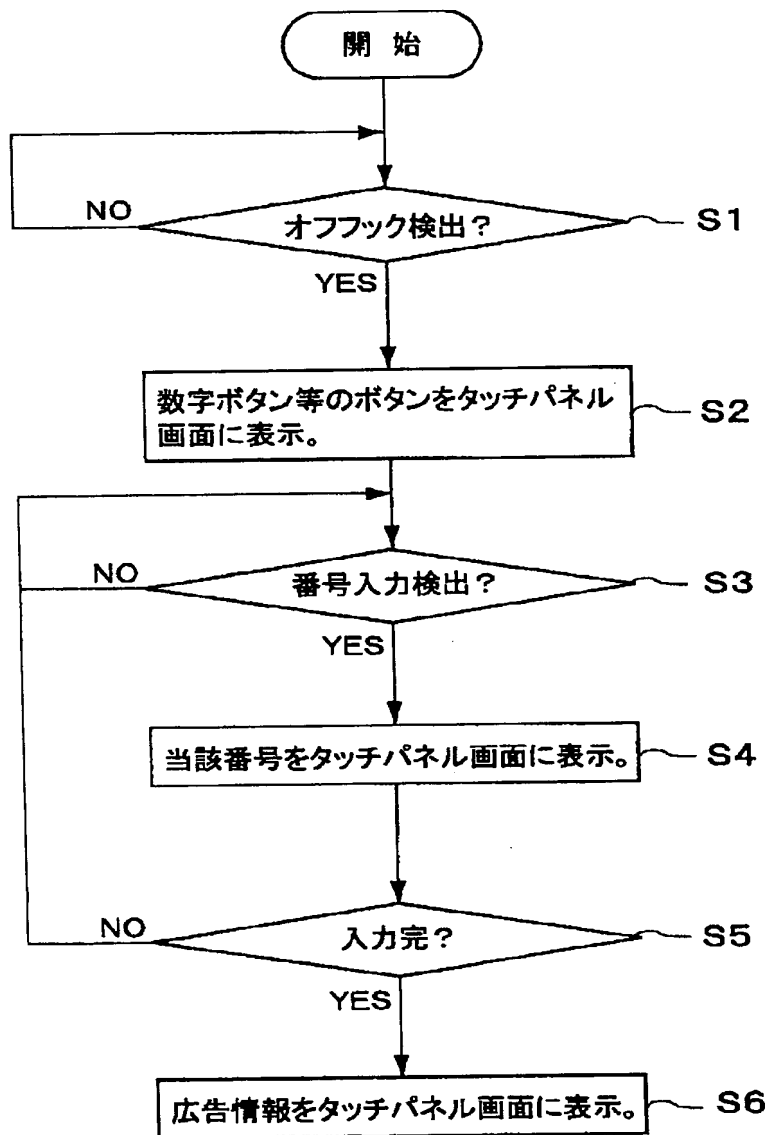 開 始
NO
オフフック検出？
S1
YES
数字ボタン等のボタンをタッチパネル
画面に表示。
S2
NO
番号入力検出？
S3
YES
当該番号をタッチパネル画面に表示。
S4
NO
入力完？
S5
YES
広告情報をタッチパネル画面に表示。
S6